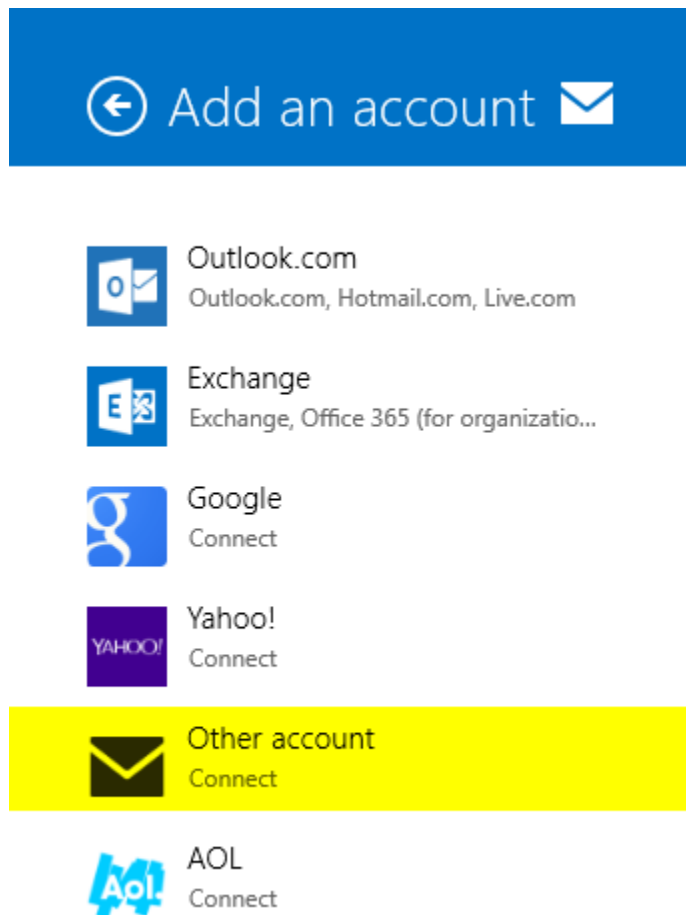 Add an account
Outlook.com
Outlook.com, Hotmail.com, Live.com
Exchange
Exchange, Office 365 (for organizatio...
Google
Connect
YAHOO!
Yahoo!
Connect
Other account
Connect
Aol.
AOL
Connect